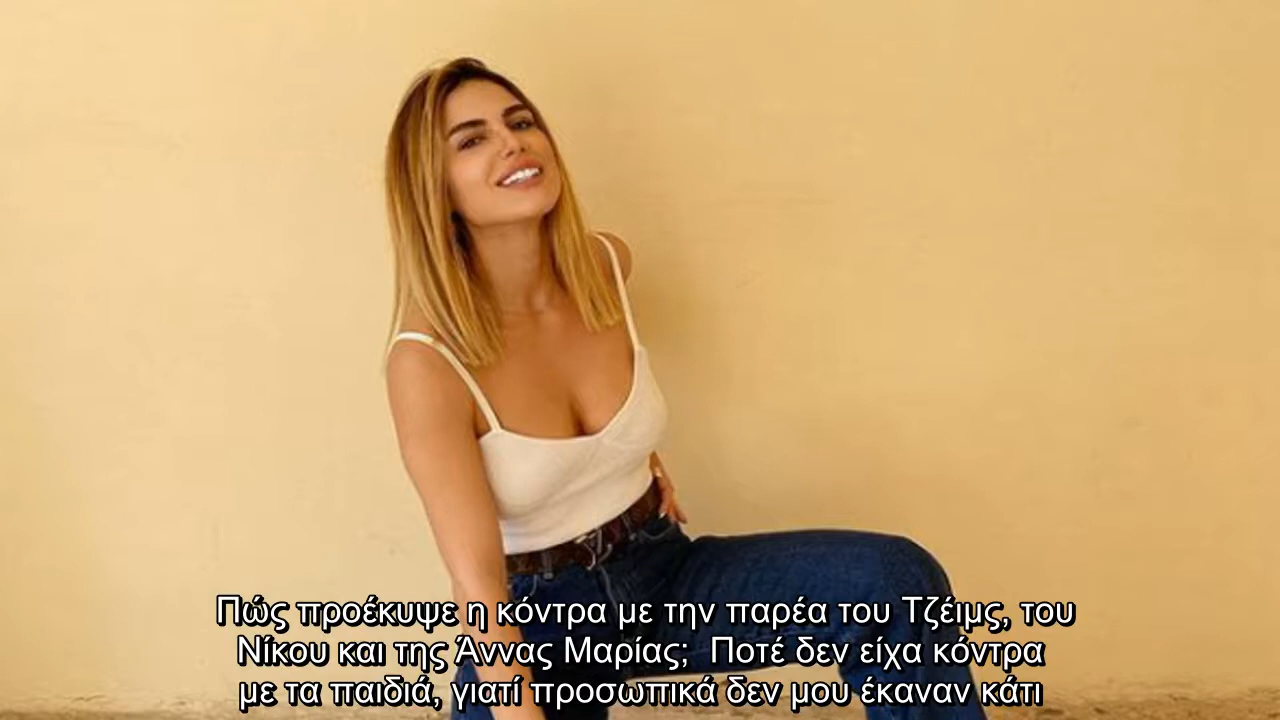 Πώς προέκυψε η κόντρα με την παρέα του Τζέιμς, του
Νίκου και της Άννας Μαρίας;  Ποτέ δεν είχα κόντρα
με τα παιδιά, γιατί προσωπικά δεν μου έκαναν κάτι